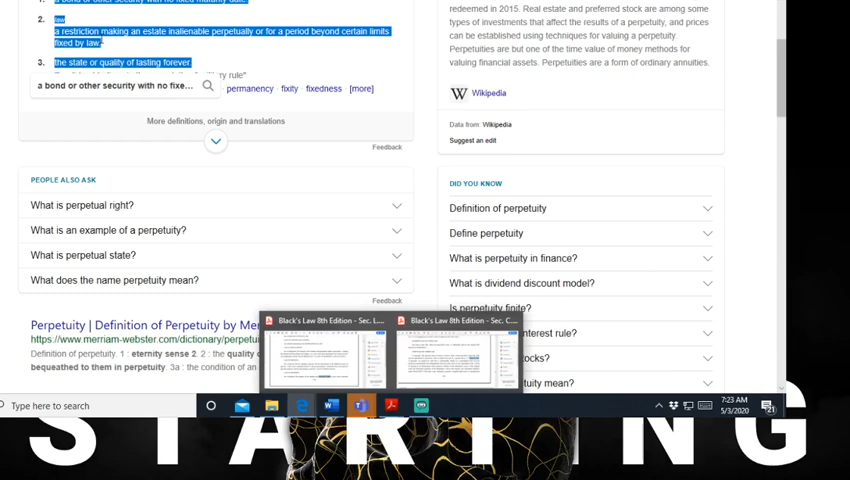 1. a bond or other security with no fixed maturity date.
2. law
a restriction making an estate inalienable perpetually or for a period beyond certain limits
fixed by law.
3. the state or quality of lasting forever.
a bond or other security with no fixe...
rule"
permanency · fixity · fixedness · [more]
More definitions, origin and translations
Feedback
PEOPLE ALSO ASK
What is perpetual right?
What is an example of a perpetuity?
What is perpetual state?
What does the name perpetuity mean?
Feedback
Perpetuity | Definition of Perpetuity by Mer
https://www.merriam-webster.com/dictionary/perpetu
Definition of perpetuity. 1 : eternity sense 2. 2 : the quality
bequeathed to them in perpetuity. 3a : the condition of an
redeemed in 2015. Real estate and preferred stock are among some
types of investments that affect the results of a perpetuity, and prices
can be established using techniques for valuing a perpetuity.
Perpetuities are but one of the time value of money methods for
valuing financial assets. Perpetuities are a form of ordinary annuities.
W Wikipedia
Data from: Wikipedia
Suggest an edit
DID YOU KNOW
Definition of perpetuity
Define perpetuity
What is perpetuity in finance?
What is dividend discount model?
Is perpetuity finite?
nterest rule?
ocks?
tuity mean?
Black's Law 8th Edition - Sec. L...
Black's Law 8th Edition - Sec. C...
Type here to search
7:23 AM
5/3/2020
21
STARTING